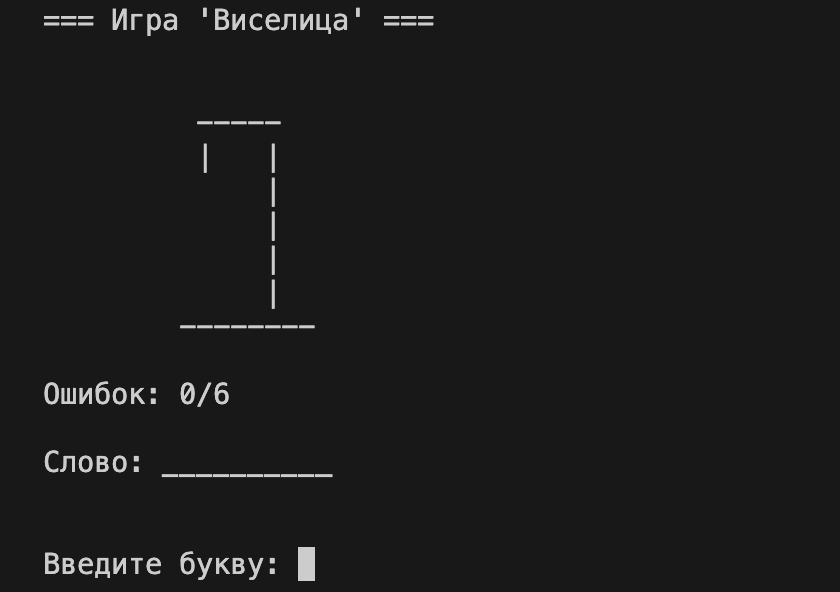 === Игра 'Виселица' ===
         -----
         |   |
             |
             |
             |
             |
        --------
Ошибок: 0/6
Слово: __________
Введите букву: